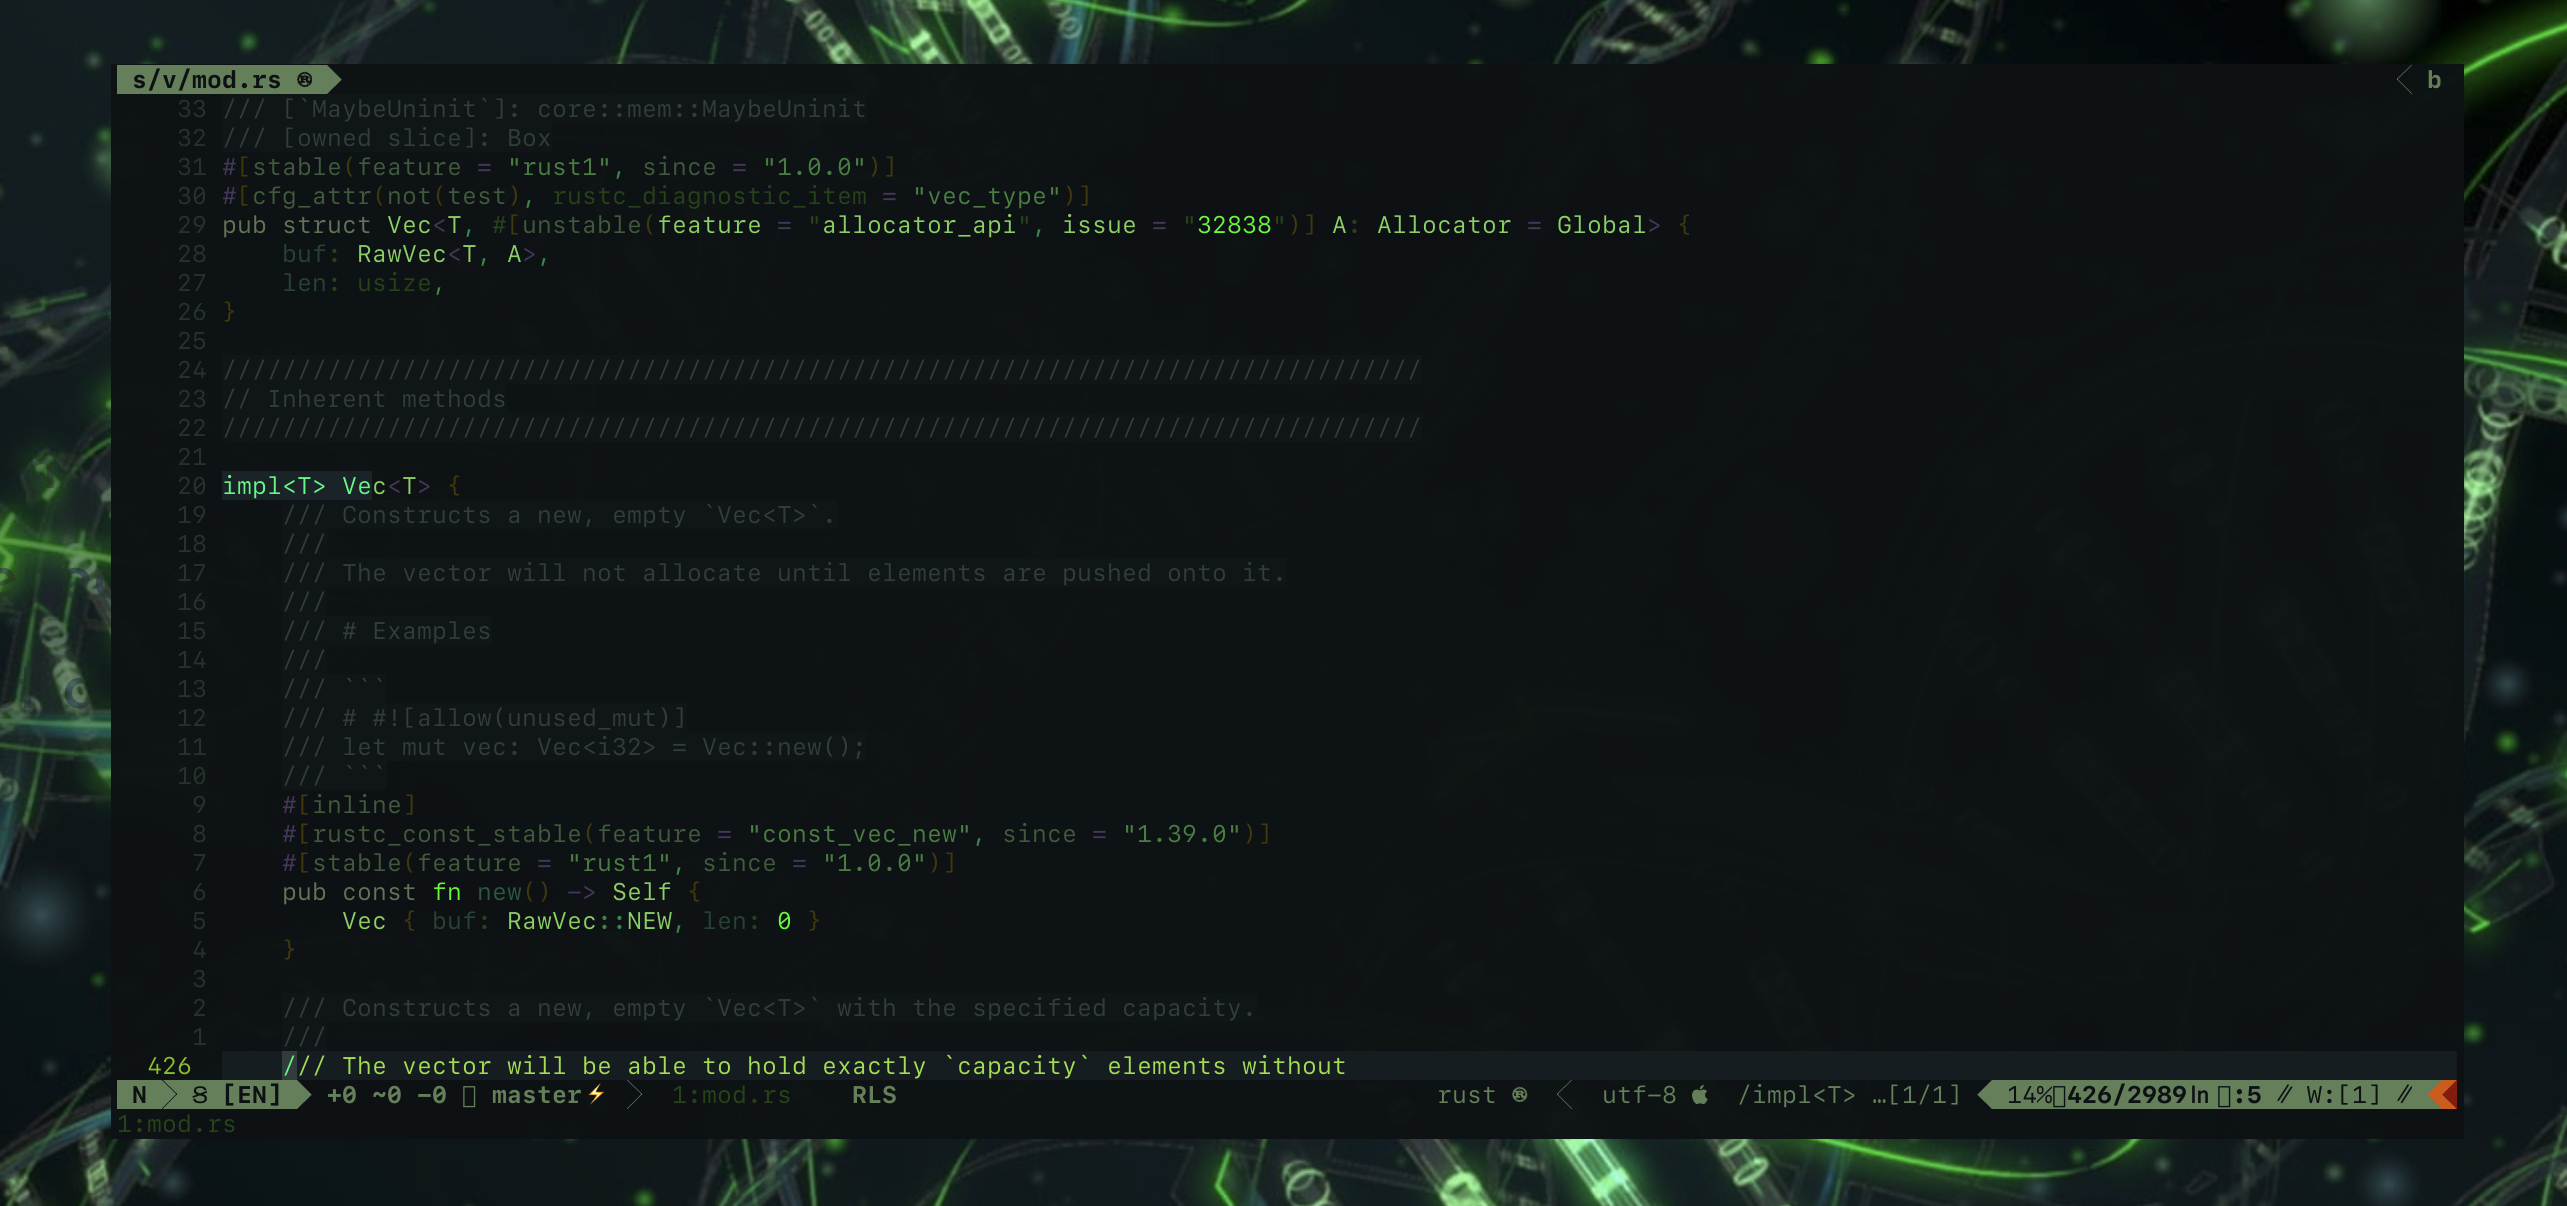 s/v/mod.rs ® b
33 /// [`MaybeUninit`]: core::mem::MaybeUninit
32 /// [owned slice]: Box
31 #[stable(feature = "rust1", since = "1.0.0")]
30 #[cfg_attr(not(test), rustc_diagnostic_item = "vec_type")]
29 pub struct Vec<T, #[unstable(feature = "allocator_api", issue = "32838")] A: Allocator = Global> {
28     buf: RawVec<T, A>,
27     len: usize,
26 }
25
24 ////////////////////////////////////////////////////////////////////////////////
23 // Inherent methods
22 ////////////////////////////////////////////////////////////////////////////////
21
20 impl<T> Vec<T> {
19     /// Constructs a new, empty `Vec<T>`.
18     ///
17     /// The vector will not allocate until elements are pushed onto it.
16     ///
15     /// # Examples
14     ///
13     /// ```
12     /// # #![allow(unused_mut)]
11     /// let mut vec: Vec<i32> = Vec::new();
10     /// ```
9     #[inline]
8     #[rustc_const_stable(feature = "const_vec_new", since = "1.39.0")]
7     #[stable(feature = "rust1", since = "1.0.0")]
6     pub const fn new() -> Self {
5         Vec { buf: RawVec::NEW, len: 0 }
4     }
3
2     /// Constructs a new, empty `Vec<T>` with the specified capacity.
1     ///
426     /// The vector will be able to hold exactly `capacity` elements without
N [EN] +0 ~0 -0 master⚡ 1:mod.rs RLS rust ® utf-8 /impl<T> …[1/1] 14% 426/2989 ln :5 // W:[1] //
1:mod.rs